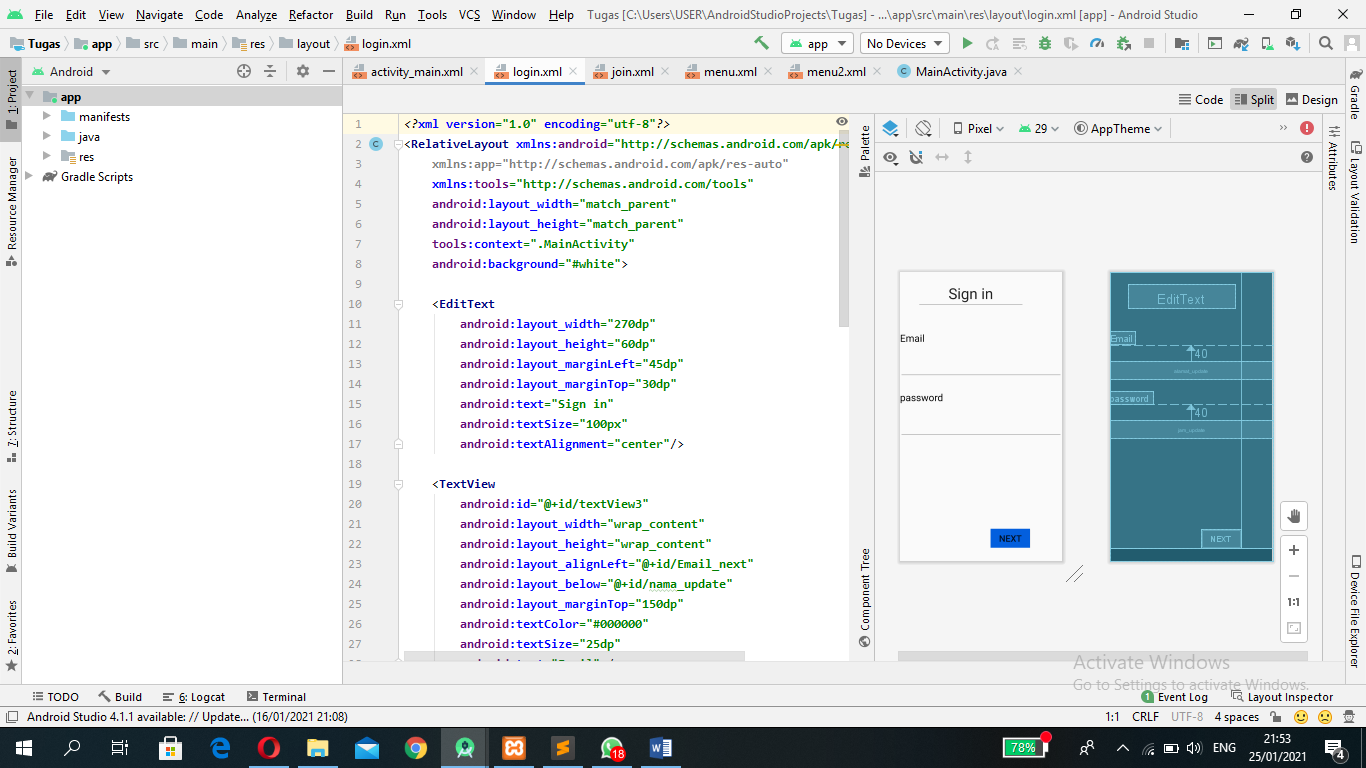 File Edit View Navigate Code Analyze Refactor Build Run Tools VCS Window Help Tugas [C:\Users\USER\AndroidStudioProjects\Tugas] - ...\app\src\main\res\layout\login.xml [app] - Android Studio
Tugas app src main res layout login.xml app No Devices
Android activity_main.xml login.xml join.xml menu.xml menu2.xml MainActivity.java
Code Split Design
1: Project
Resource Manager
7: Structure
Build Variants
2: Favorites
app
manifests
java
res
Gradle Scripts
1 <?xml version="1.0" encoding="utf-8"?>
2 <RelativeLayout xmlns:android="http://schemas.android.com/apk/re
3 xmlns:app="http://schemas.android.com/apk/res-auto"
4 xmlns:tools="http://schemas.android.com/tools"
5 android:layout_width="match_parent"
6 android:layout_height="match_parent"
7 tools:context=".MainActivity"
8 android:background="#white">
9
10 <EditText
11 android:layout_width="270dp"
12 android:layout_height="60dp"
13 android:layout_marginLeft="45dp"
14 android:layout_marginTop="30dp"
15 android:text="Sign in"
16 android:textSize="100px"
17 android:textAlignment="center"/>
18
19 <TextView
20 android:id="@+id/textView3"
21 android:layout_width="wrap_content"
22 android:layout_height="wrap_content"
23 android:layout_alignLeft="@+id/Email_next"
24 android:layout_below="@+id/nama_update"
25 android:layout_marginTop="150dp"
26 android:textColor="#000000"
27 android:textSize="25dp"
Palette
Component Tree
Pixel 29 AppTheme
Sign in
Email
password
NEXT
EditText
Email
40
password
40
NEXT
1:1
Attributes
Gradle
Layout Validation
Device File Explorer
Activate Windows
Go to Settings to activate Windows.
TODO Build 6: Logcat Terminal 1 Event Log Layout Inspector
Android Studio 4.1.1 available: // Update... (16/01/2021 21:08) 1:1 CRLF UTF-8 4 spaces
78% 18 ENG 21:53
25/01/2021 4